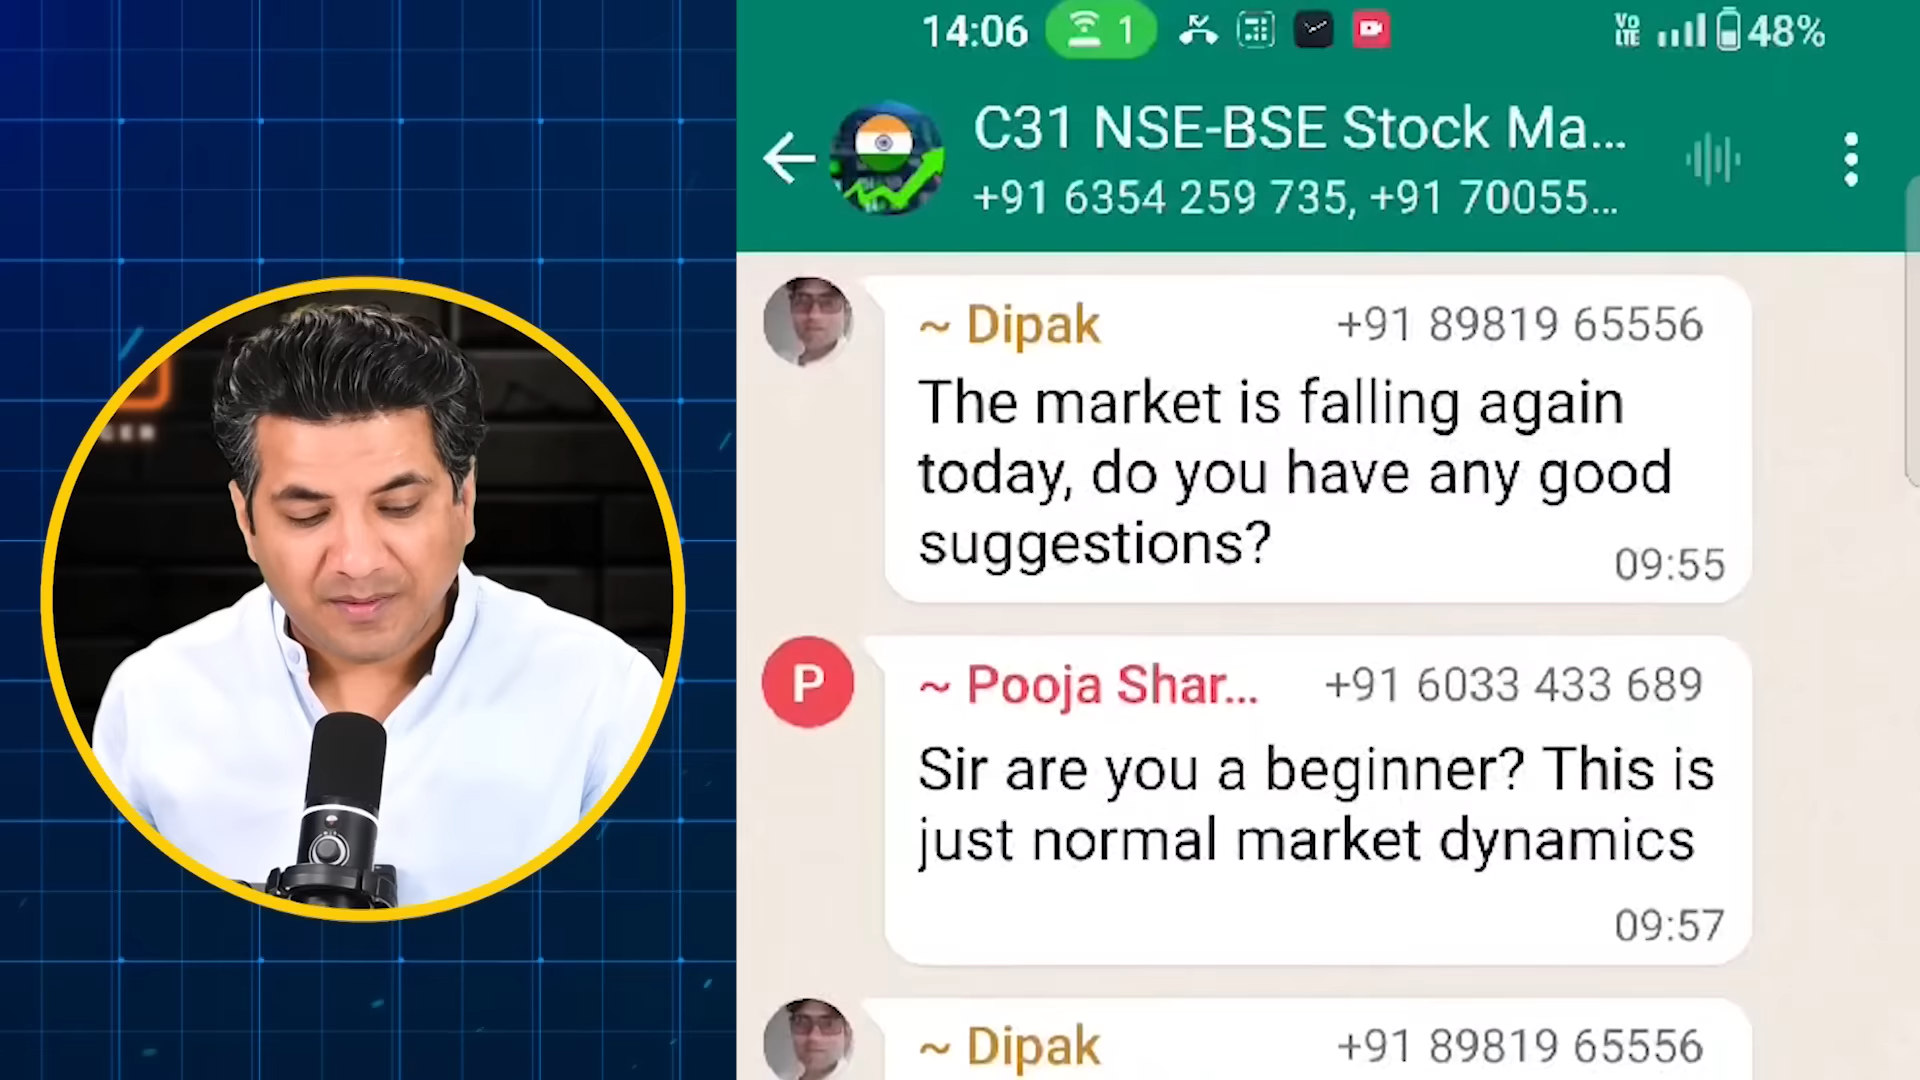 14:06
1
Vo
LTE
48%
C31 NSE-BSE Stock Ma...
+91 6354 259 735, +91 70055...
~ Dipak +91 89819 65556
The market is falling again
today, do you have any good
suggestions?
09:55
P
~ Pooja Shar... +91 6033 433 689
Sir are you a beginner? This is
just normal market dynamics
09:57
~ Dipak +91 89819 65556